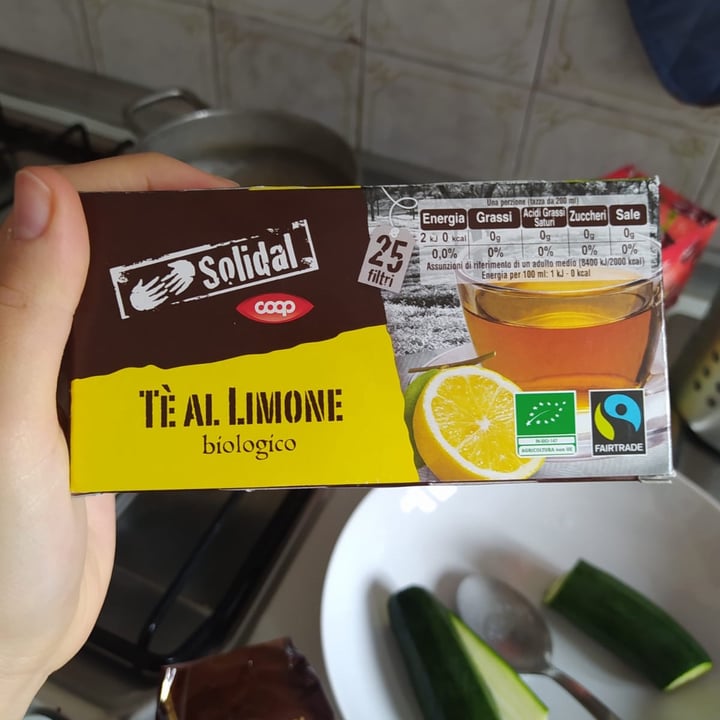 Solidal
coop
TÈ AL LIMONE
biologico
25
filtri
Una porzione (tazza da 200 ml)
Energia Grassi Acidi Grassi Saturi Zuccheri Sale
2 kJ 0 kcal 0g 0g 0g 0g
0,0% 0% 0% 0% 0%
Assunzioni di riferimento di un adulto medio (8400 kJ/2000 kcal)
Energia per 100 ml: 1 kJ - 0 kcal
IN-BIO-147
AGRICOLTURA non UE
FAIRTRADE